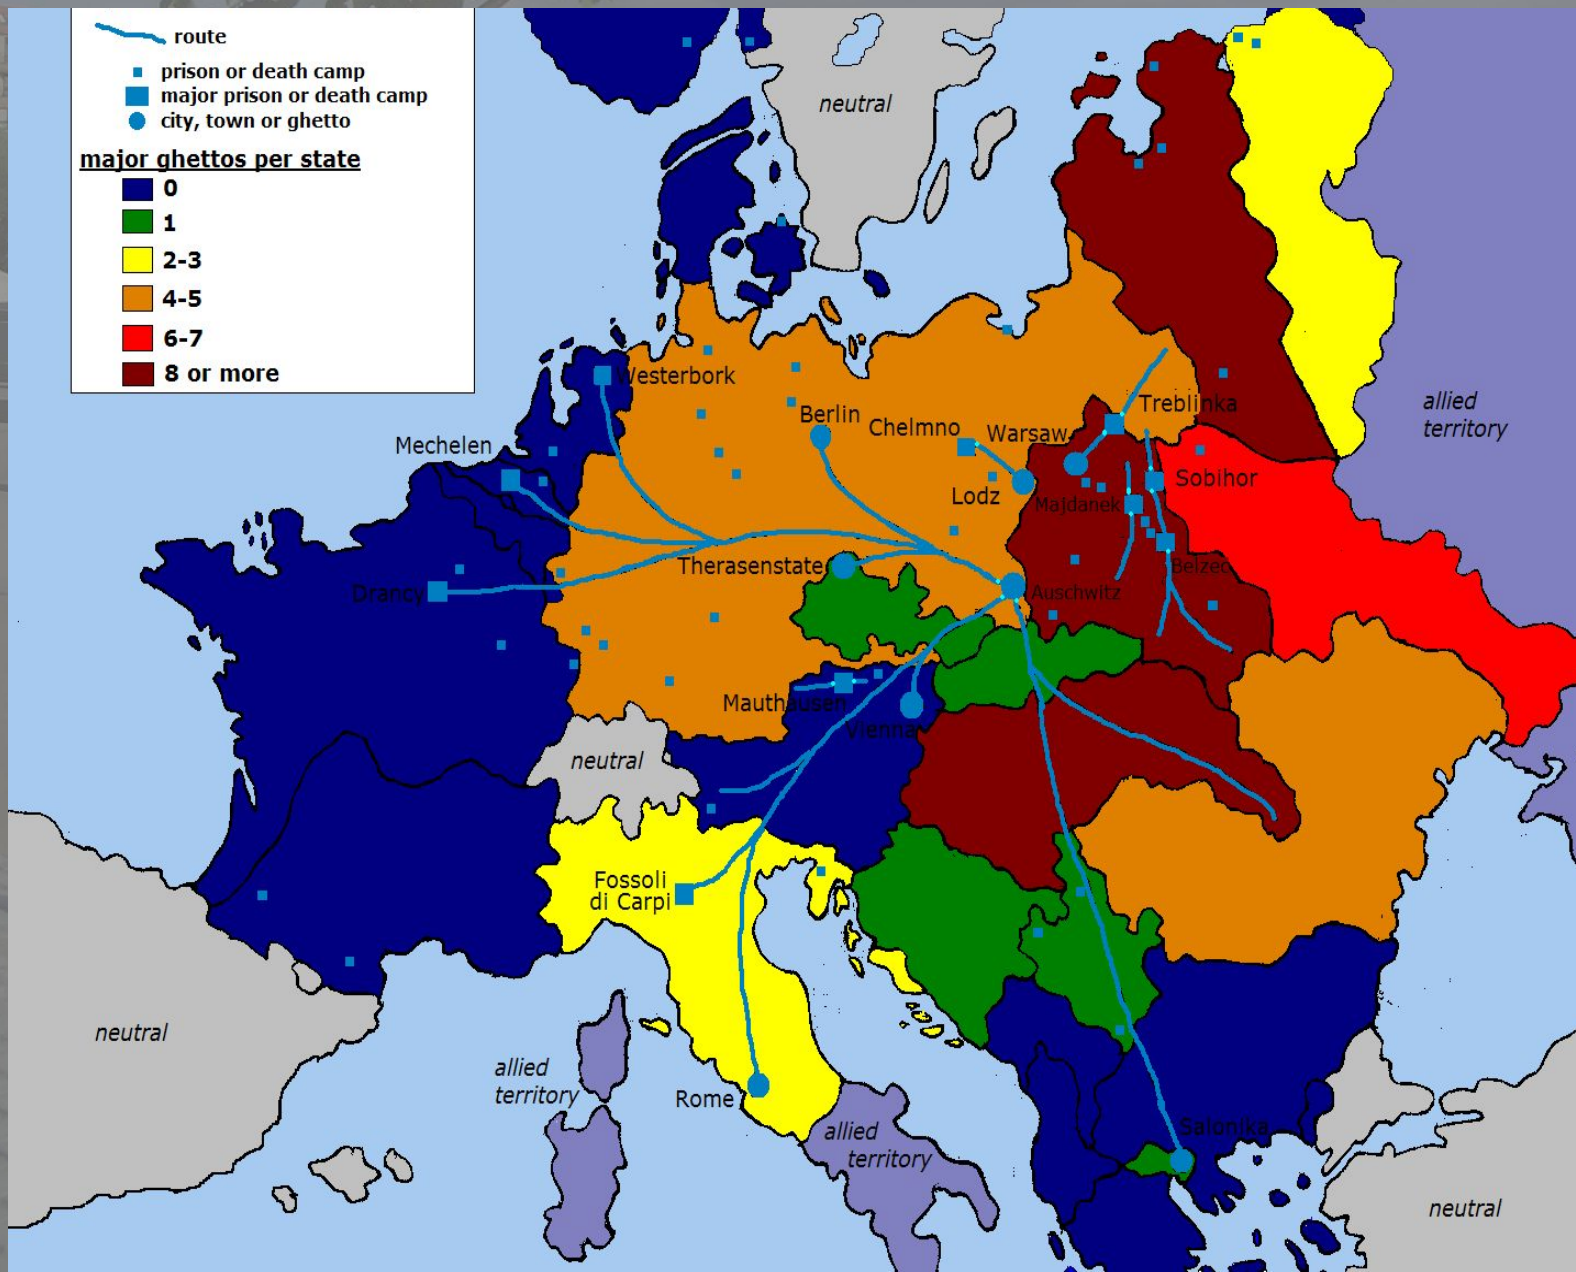 route
prison or death camp
major prison or death camp
city, town or ghetto
major ghettos per state
0
1
2-3
4-5
6-7
8 or more
neutral
allied
territory
Westerbork
Berlin
Treblinka
Chelmno
Warsaw
Mechelen
Sobihor
Lodz
Majdanek
Therasenstate
Belzec
Drancy
Auschwitz
Mauthausen
Vienna
neutral
Fossoli
di Carpi
neutral
allied
territory
Rome
allied
territory
Salonika
neutral